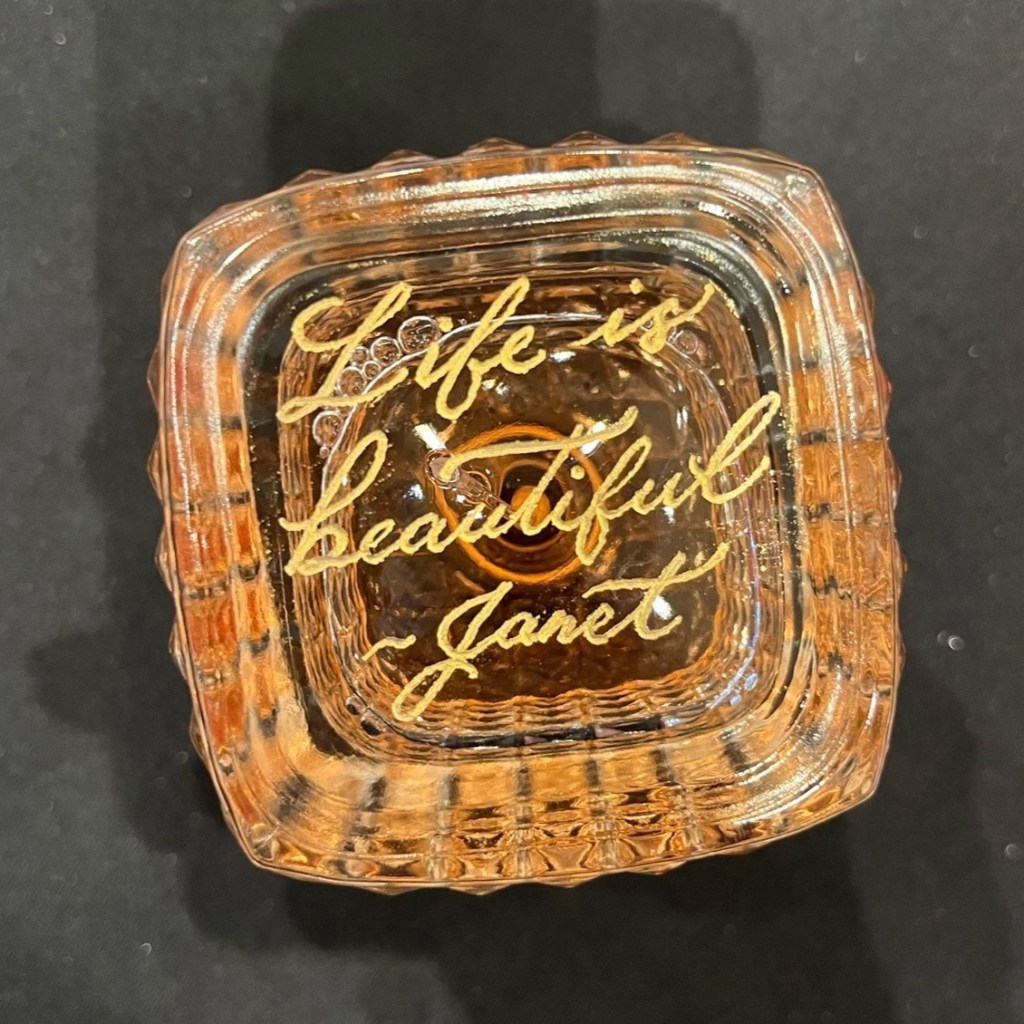 Life is
beautiful
~ Janet